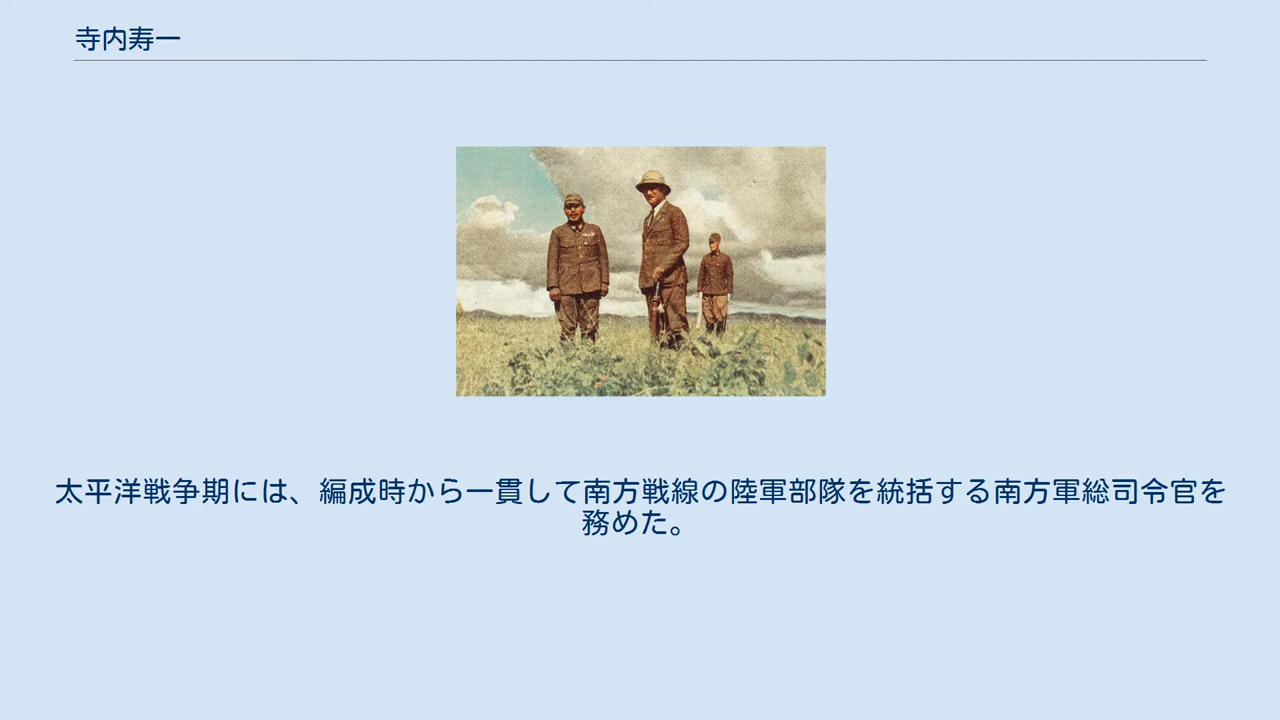 寺内寿一
太平洋戦争期には、編成時から一貫して南方戦線の陸軍部隊を統括する南方軍総司令官を
務めた。